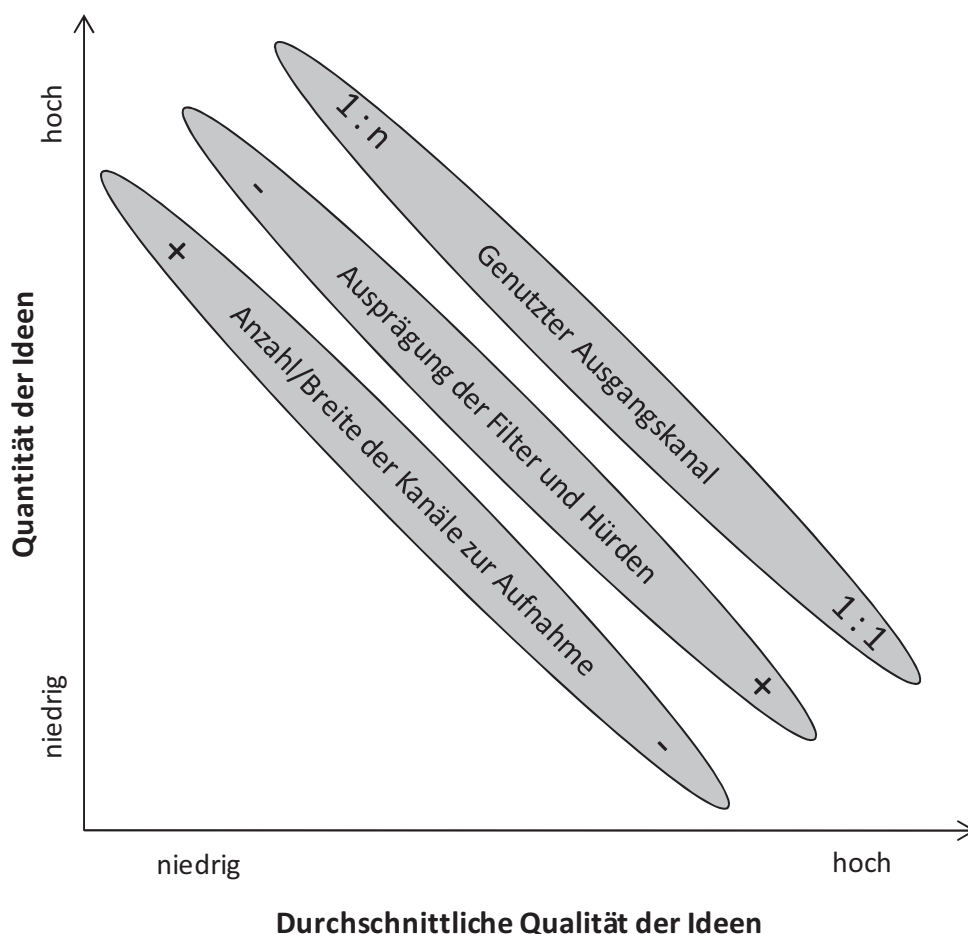 hoch
Quantität der Ideen
niedrig
1 : n
Genutzter Ausgangskanal
1 : 1
-
Ausprägung der Filter und Hürden
+
+
Anzahl/Breite der Kanäle zur Aufnahme
-
niedrig
hoch
Durchschnittliche Qualität der Ideen